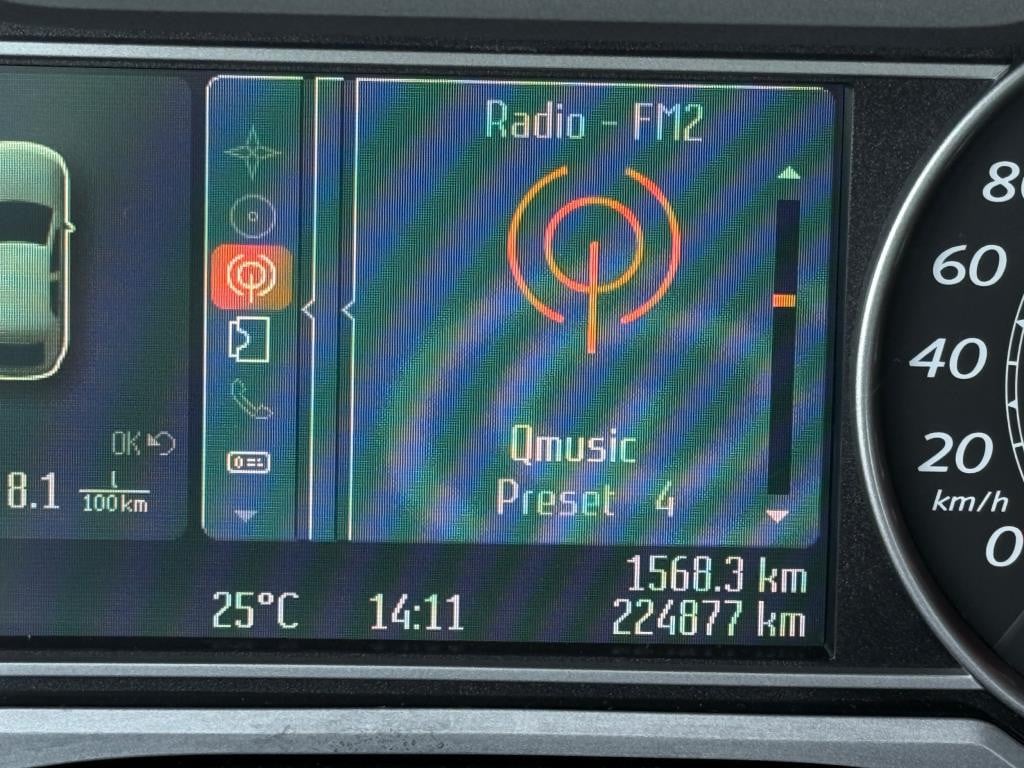 Radio - FM2
OK
8.1 l/100km
Qmusic
Preset 4
1568.3 km
25°C 14:11 224877 km
60
40
20
km/h
0